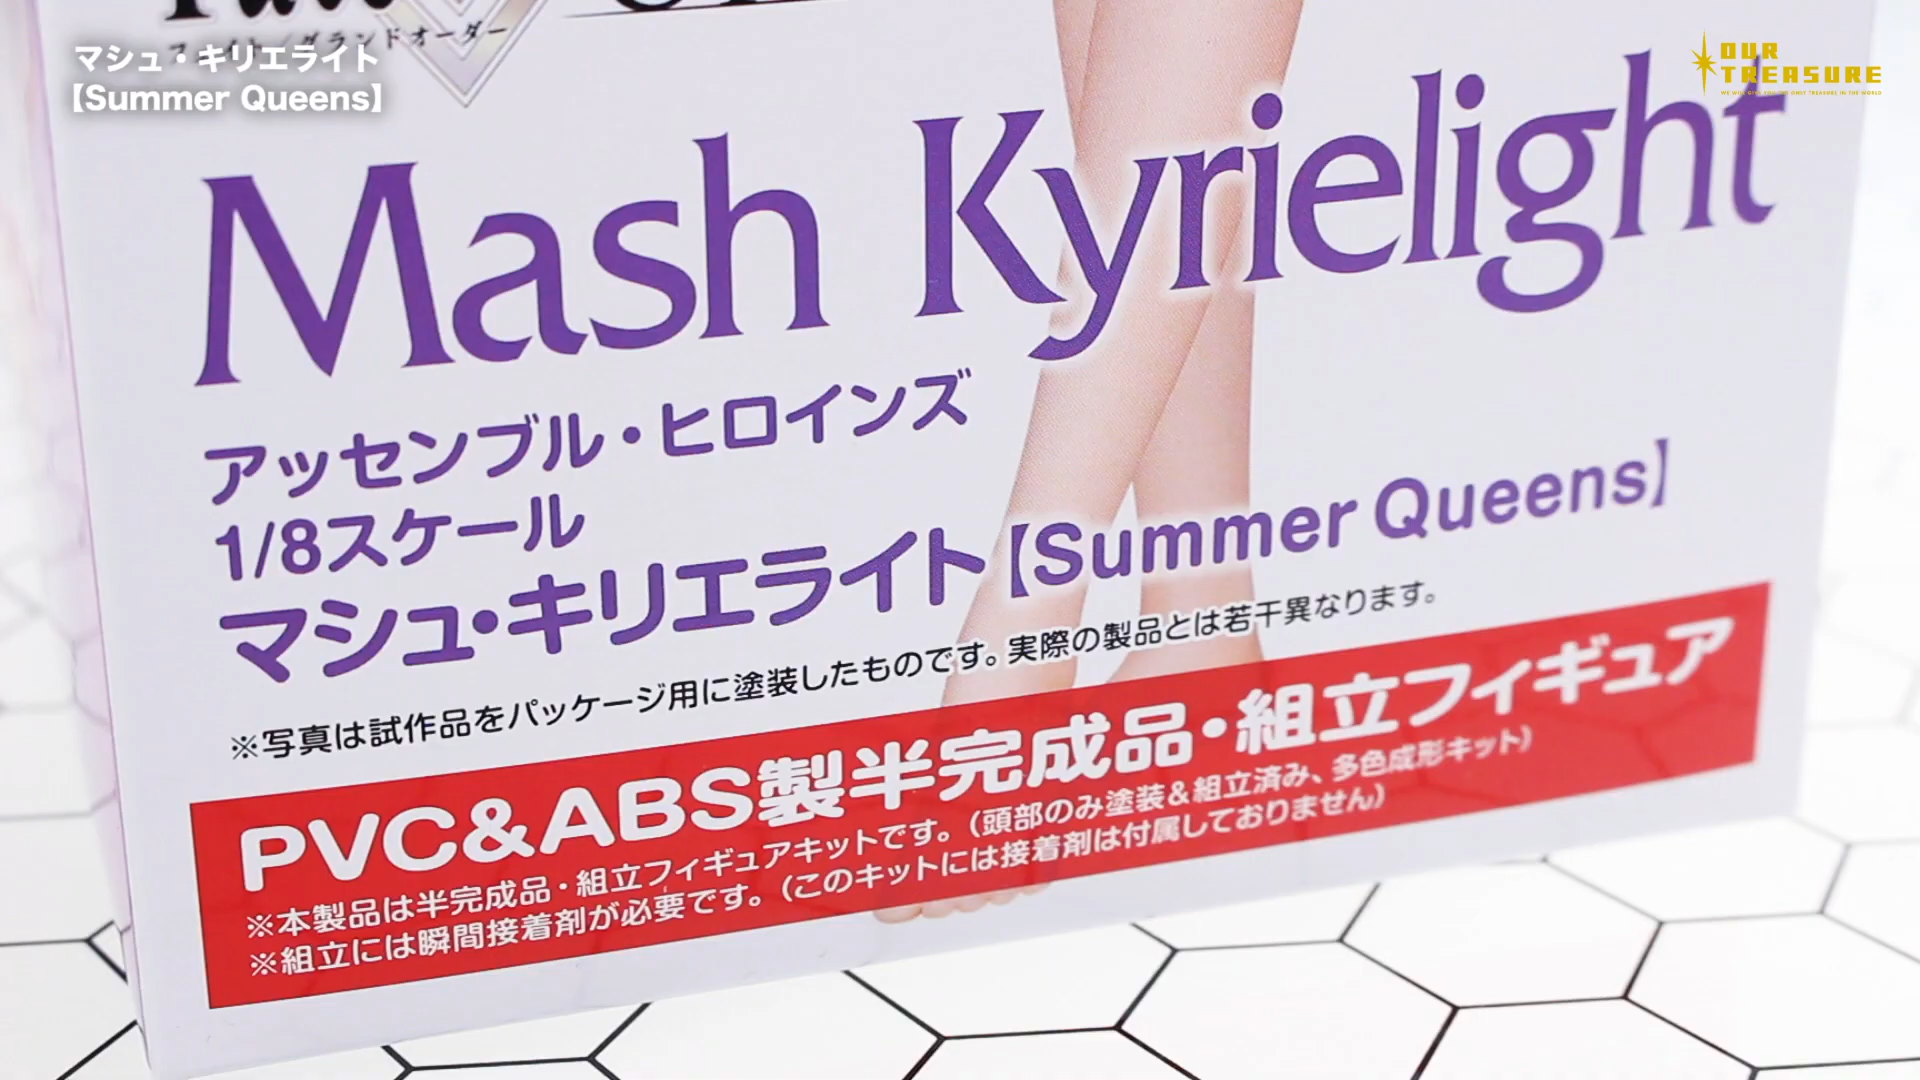 マシュ・キリエライト
【Summer Queens】
OUR
TREASURE
Mash Kyrielight
アッセンブル・ヒロインズ
1/8スケール
マシュ・キリエライト【Summer Queens】
※写真は試作品をパッケージ用に塗装したものです。実際の製品とは若干異なります。
PVC&ABS製半完成品・組立フィギュア
※本製品は半完成品・組立フィギュアキットです。（頭部のみ塗装&組立済み、多色成形キット）
※組立には瞬間接着剤が必要です。（このキットには接着剤は付属しておりません）